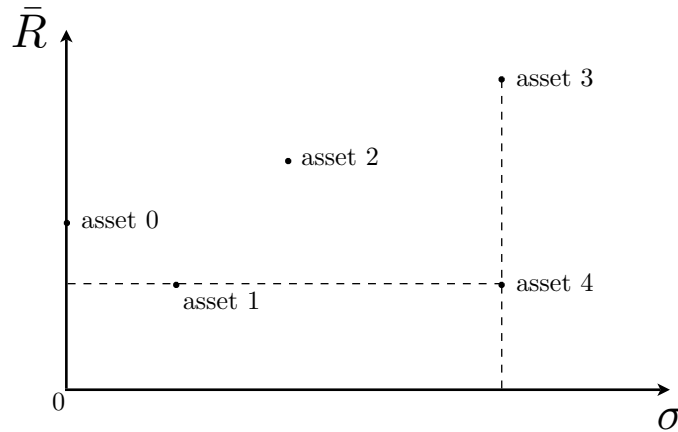 R̄
asset 3
asset 2
asset 0
asset 4
asset 1
0
σ